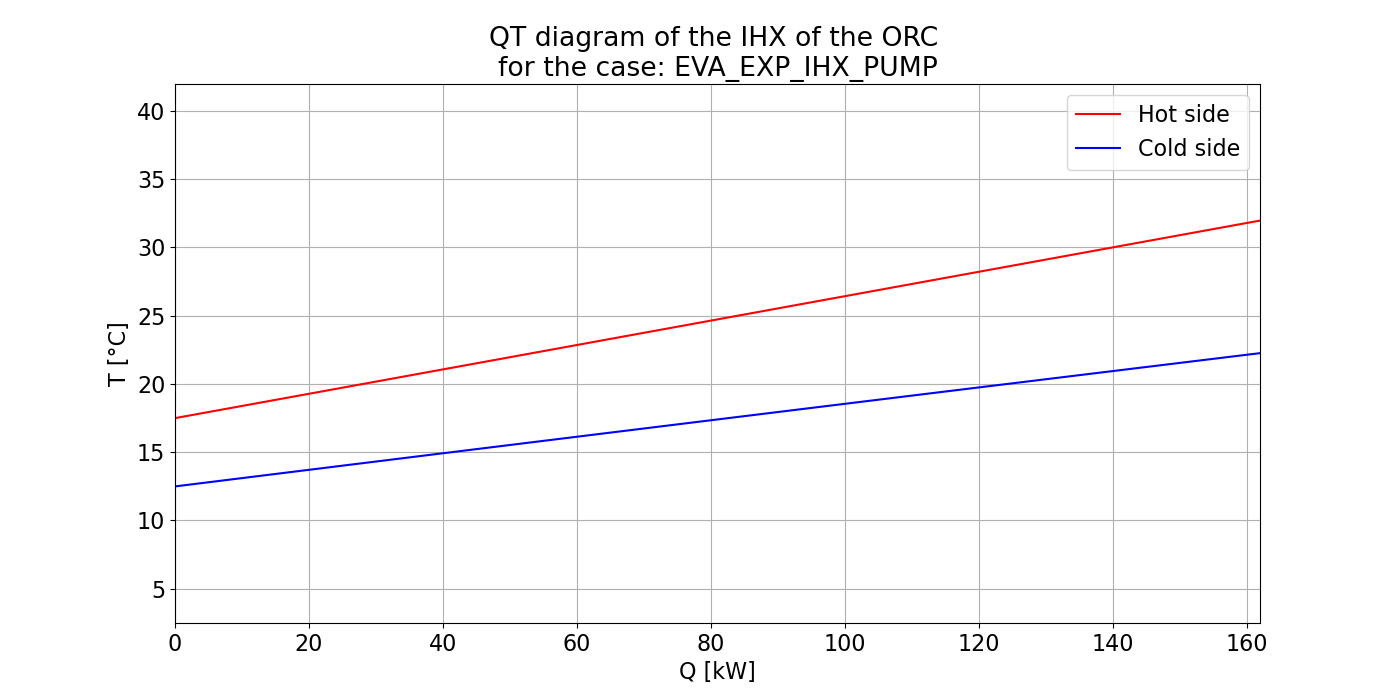 QT diagram of the IHX of the ORC
for the case: EVA_EXP_IHX_PUMP
Hot side
Cold side
40
35
30
25
20
15
10
5
T [°C]
0 20 40 60 80 100 120 140 160
Q [kW]